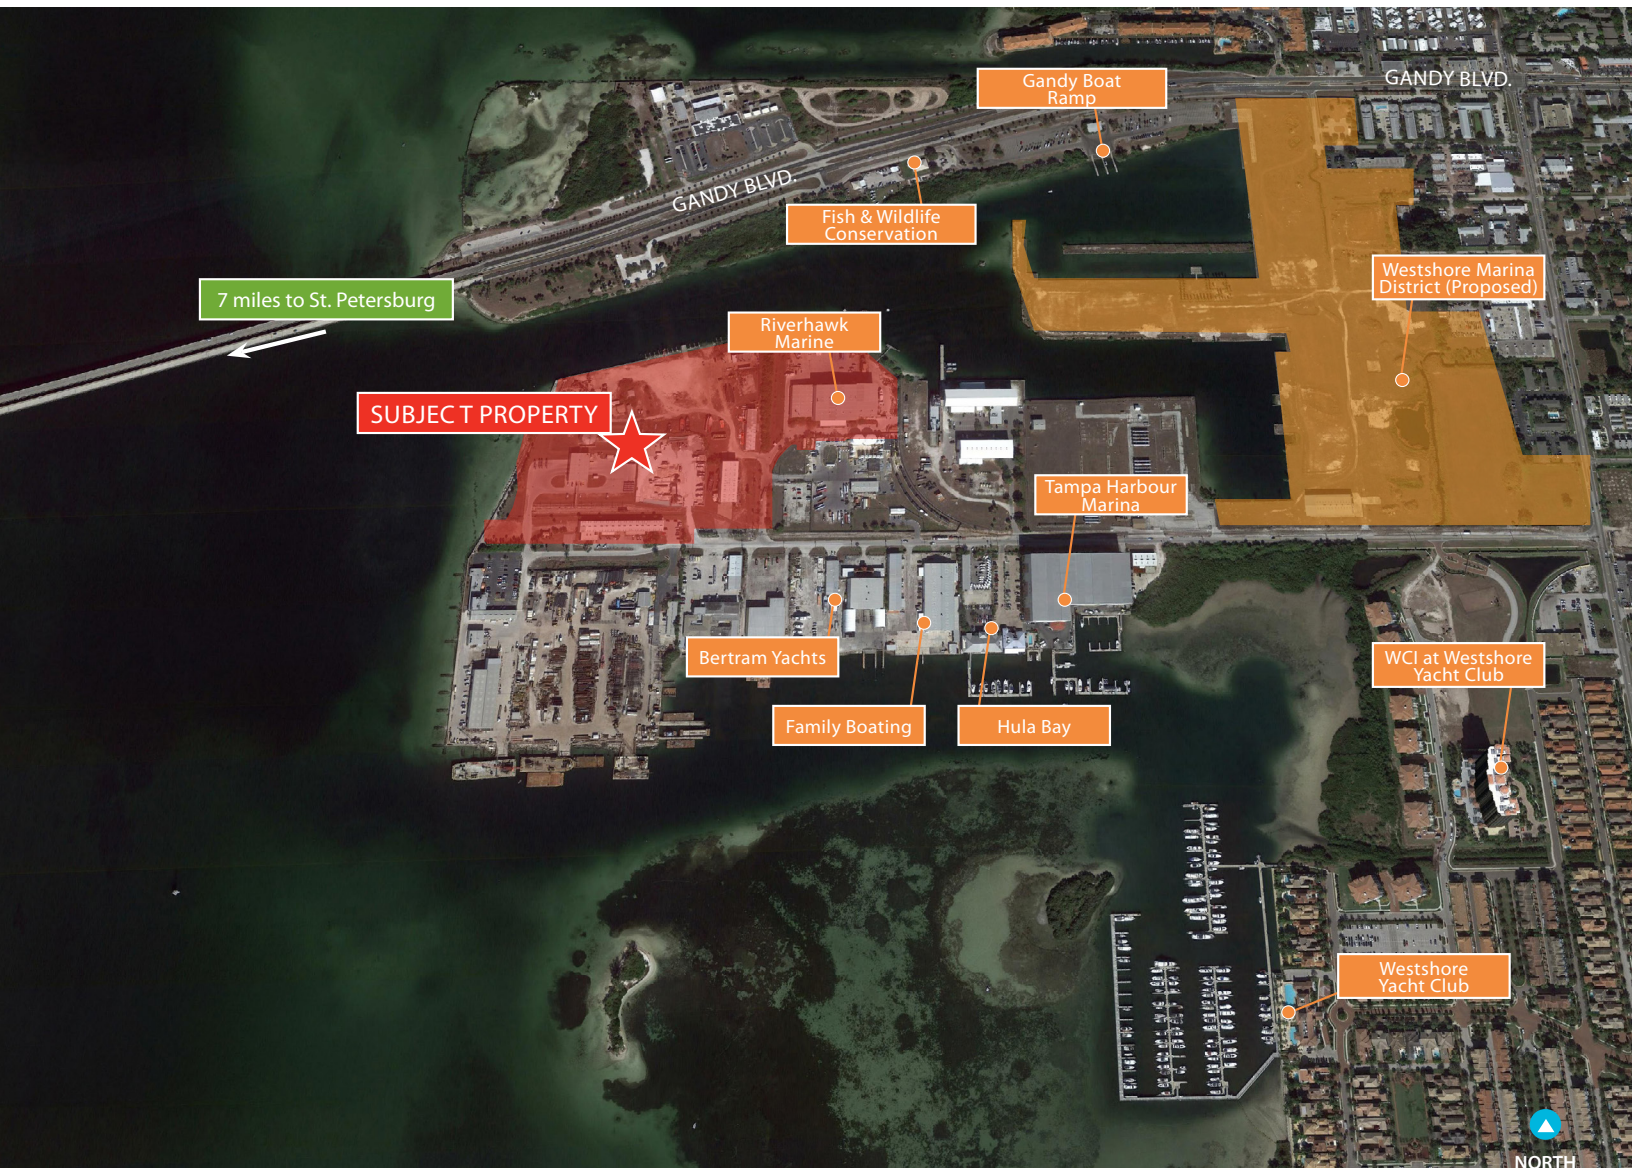 GANDY BLVD.
Gandy Boat
Ramp
GANDY BLVD.
Fish & Wildlife
Conservation
Westshore Marina
District (Proposed)
7 miles to St. Petersburg
Riverhawk
Marine
SUBJECT PROPERTY
Tampa Harbour
Marina
Bertram Yachts
WCI at Westshore
Yacht Club
Family Boating
Hula Bay
Westshore
Yacht Club
NORTH